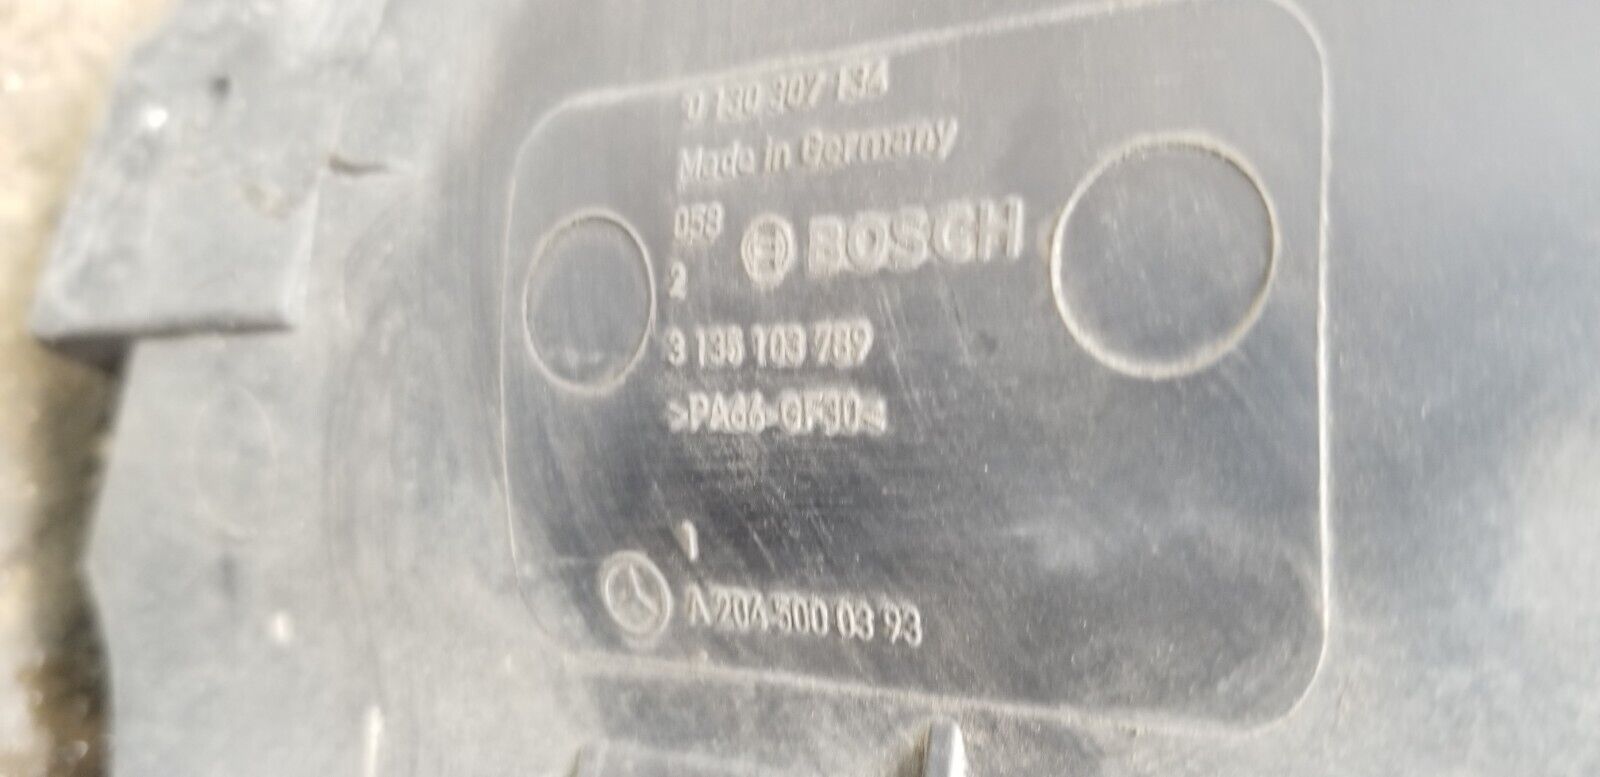 0 130 307 134
Made in Germany
058
BOSCH
2
3 135 103 789
>PA66-GF30<
1
A 204 500 03 93